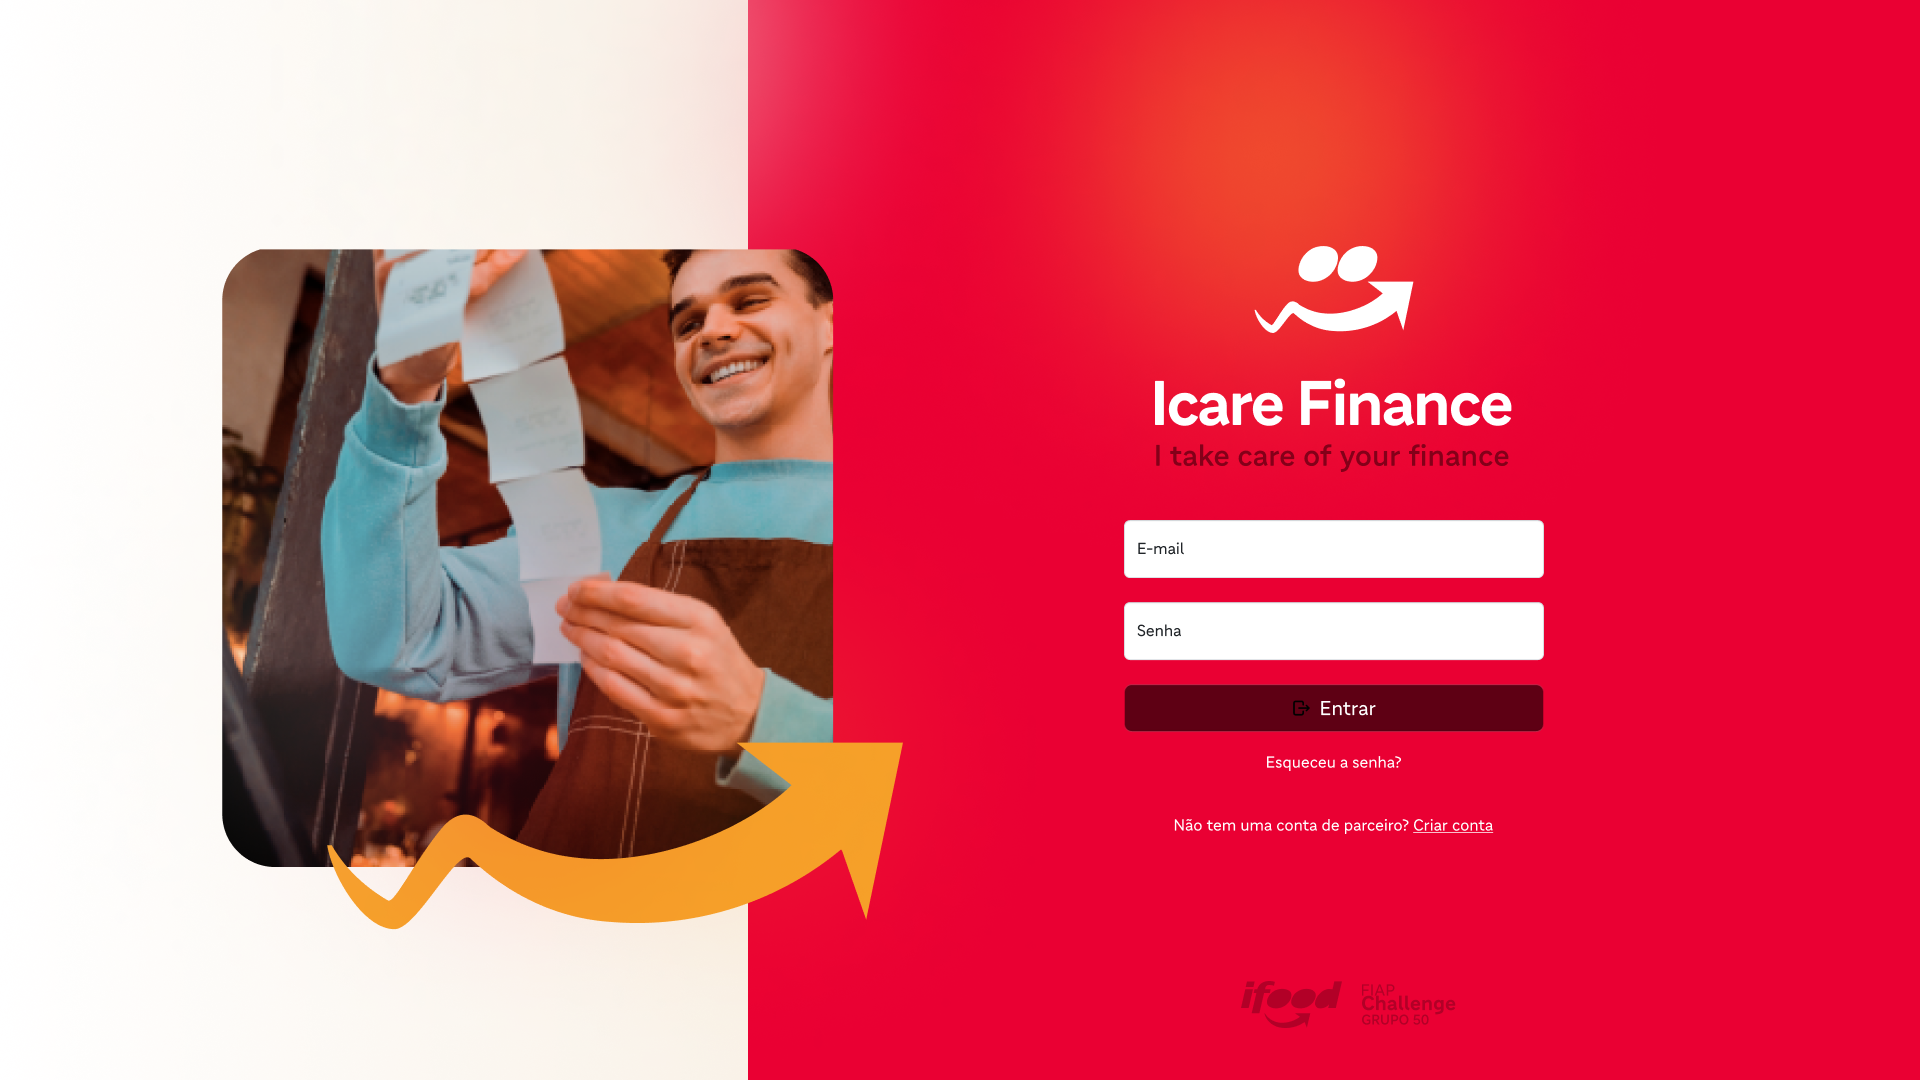 Icare Finance
I take care of your finance
E-mail
Senha
Entrar
Esqueceu a senha?
Não tem uma conta de parceiro? Criar conta
ifood
FIAP
Challenge
GRUPO 50